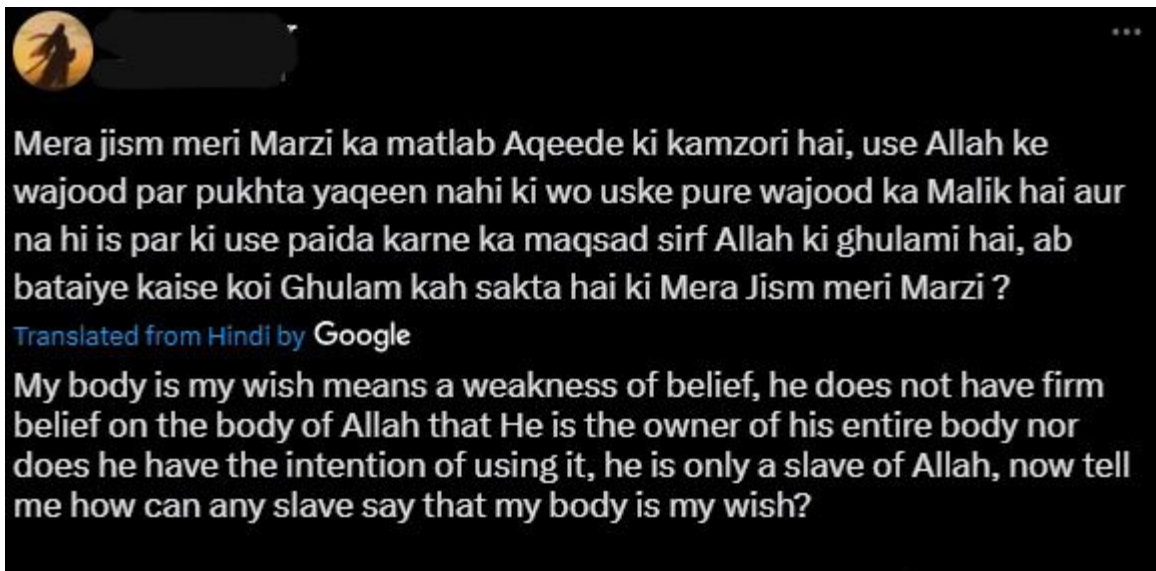 Mera jism meri Marzi ka matlab Aqeede ki kamzori hai, use Allah ke
wajood par pukhta yaqeen nahi ki wo uske pure wajood ka Malik hai aur
na hi is par ki use paida karne ka maqsad sirf Allah ki ghulami hai, ab
bataiye kaise koi Ghulam kah sakta hai ki Mera Jism meri Marzi ?
Translated from Hindi by Google
My body is my wish means a weakness of belief, he does not have firm
belief on the body of Allah that He is the owner of his entire body nor
does he have the intention of using it, he is only a slave of Allah, now tell
me how can any slave say that my body is my wish?